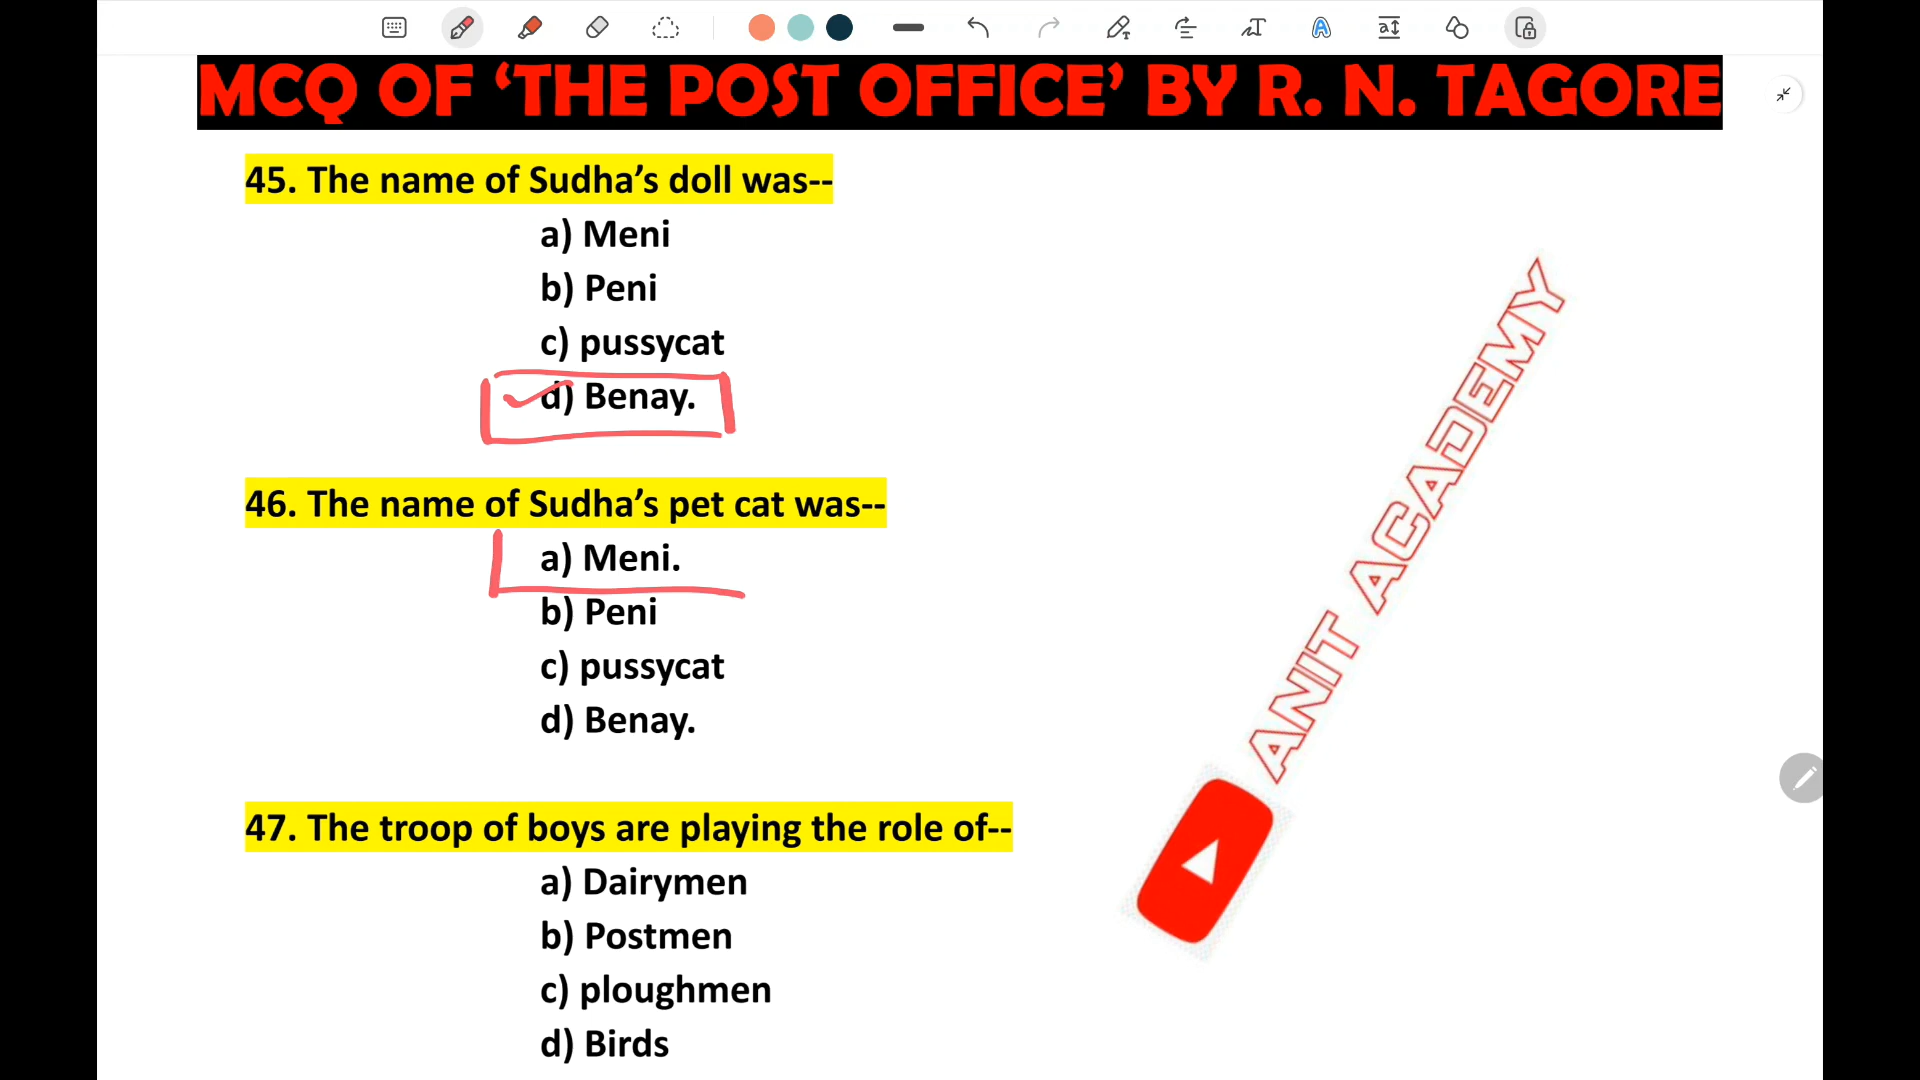 MCQ OF ‘THE POST OFFICE’ BY R. N. TAGORE
45. The name of Sudha’s doll was--
a) Meni
b) Peni
c) pussycat
d) Benay.
46. The name of Sudha’s pet cat was--
a) Meni.
b) Peni
c) pussycat
d) Benay.
47. The troop of boys are playing the role of--
a) Dairymen
b) Postmen
c) ploughmen
d) Birds
ANIT ACADEMY